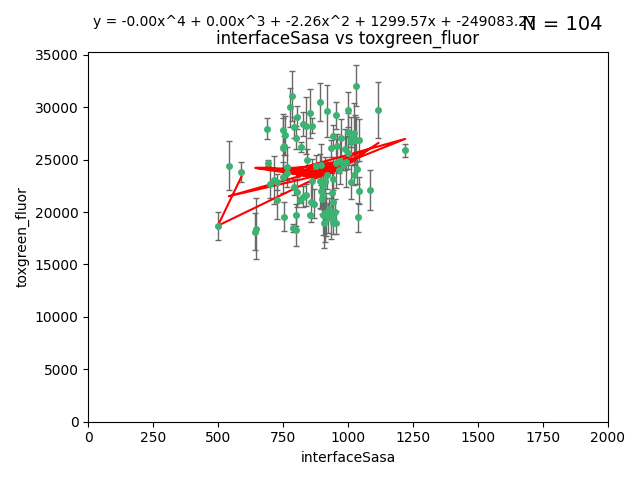 y = -0.00x^4 + 0.00x^3 + -2.26x^2 + 1299.57x + -249083.27
N = 104
interfaceSasa vs toxgreen_fluor
35000
30000
25000
20000
15000
10000
5000
0
toxgreen_fluor
0 250 500 750 1000 1250 1500 1750 2000
interfaceSasa